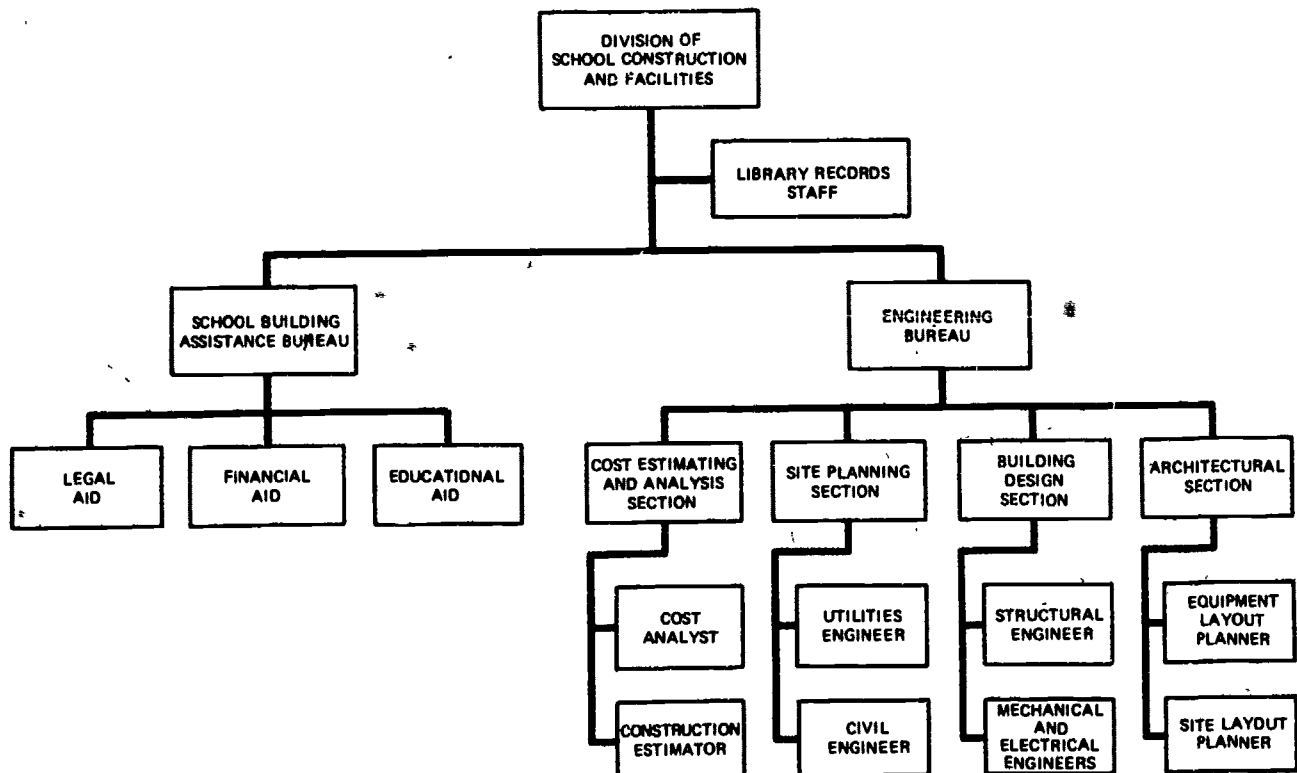 DIVISION OF
SCHOOL CONSTRUCTION
AND FACILITIES
LIBRARY RECORDS
STAFF
SCHOOL BUILDING
ASSISTANCE BUREAU
ENGINEERING
BUREAU
LEGAL
AID
FINANCIAL
AID
EDUCATIONAL
AID
COST ESTIMATING
AND ANALYSIS
SECTION
SITE PLANNING
SECTION
BUILDING
DESIGN
SECTION
ARCHITECTURAL
SECTION
COST
ANALYST
UTILITIES
ENGINEER
STRUCTURAL
ENGINEER
EQUIPMENT
LAYOUT
PLANNER
CONSTRUCTION
ESTIMATOR
CIVIL
ENGINEER
MECHANICAL
AND
ELECTRICAL
ENGINEERS
SITE LAYOUT
PLANNER